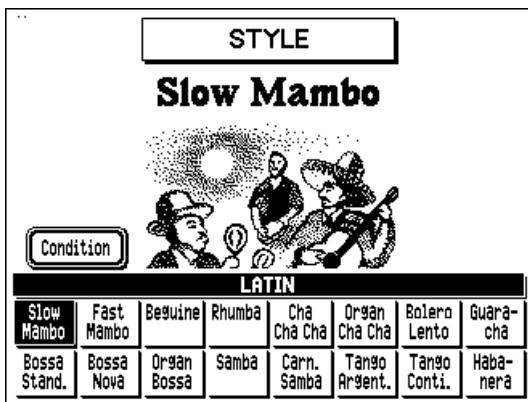 STYLE
Slow Mambo
Condition
LATIN
Slow Mambo
Fast Mambo
Beguine
Rhumba
Cha Cha Cha
Organ Cha Cha
Bolero Lento
Guara-
cha
Bossa Stand.
Bossa Nova
Organ Bossa
Samba
Carn. Samba
Tango Argent.
Tango Conti.
Haba-
nera